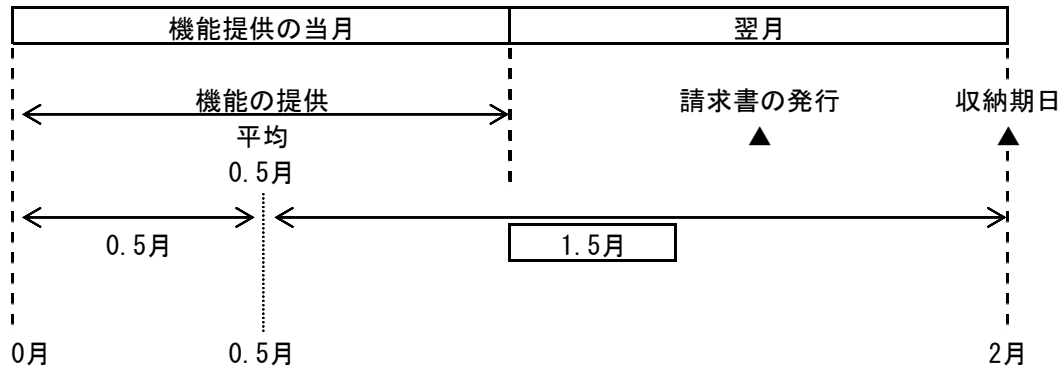 機能提供の当月 翌月
機能の提供 請求書の発行 収納期日
平均 ▲ ▲
0.5月
0.5月 1.5月
0月 0.5月 2月